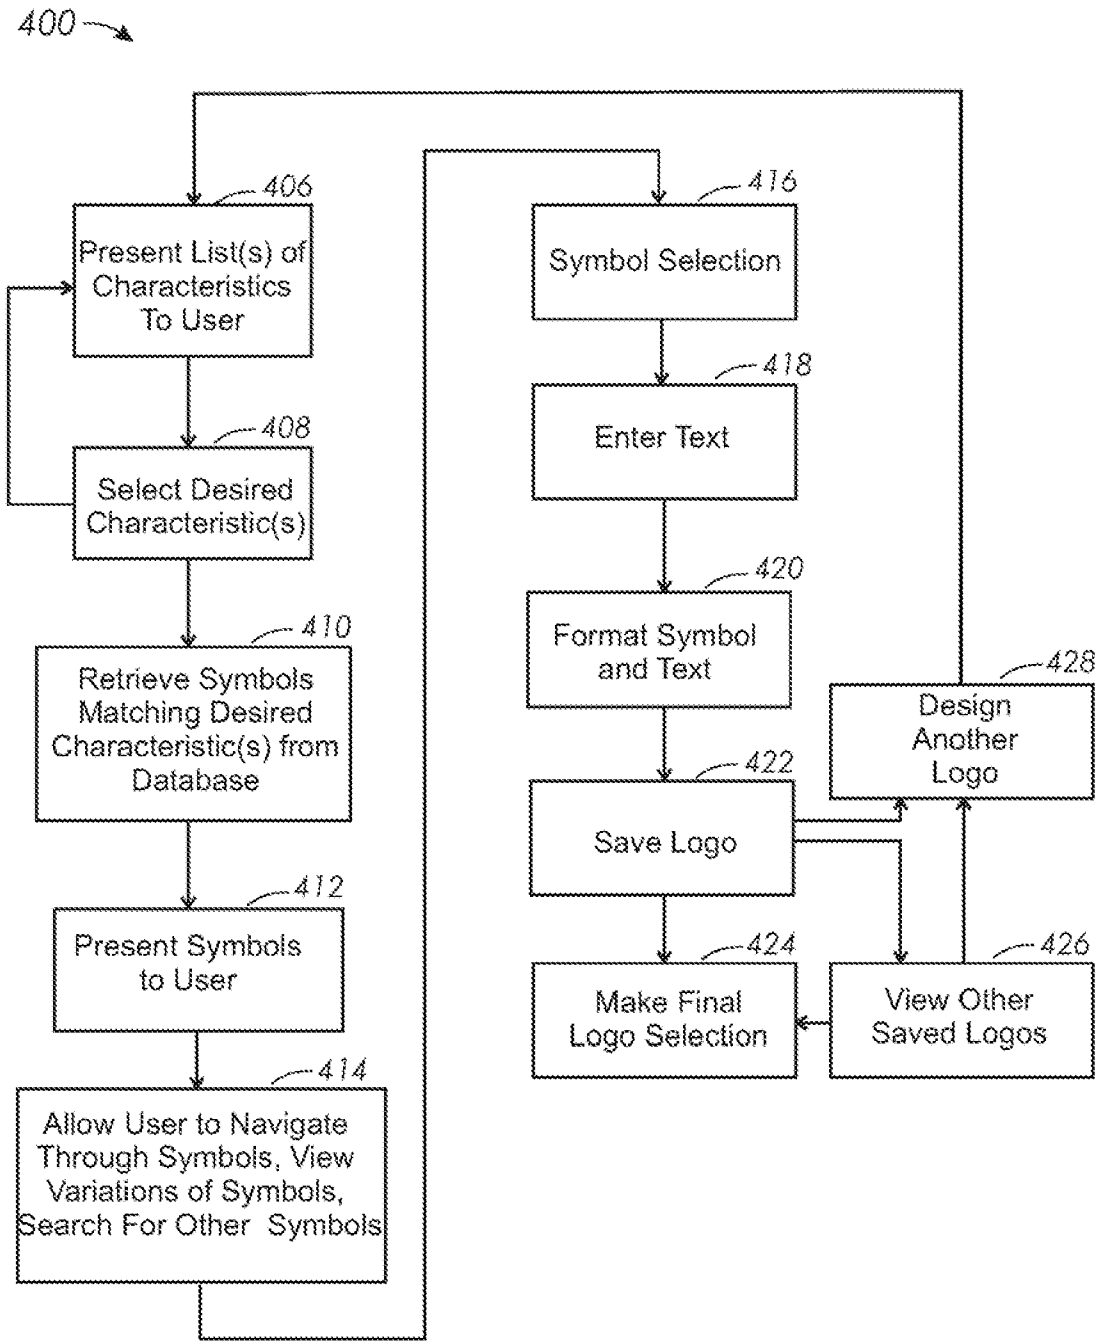 400
406
Present List(s) of
Characteristics
To User
408
Select Desired
Characteristic(s)
410
Retrieve Symbols
Matching Desired
Characteristic(s) from
Database
412
Present Symbols
to User
414
Allow User to Navigate
Through Symbols, View
Variations of Symbols,
Search For Other Symbols
416
Symbol Selection
418
Enter Text
420
Format Symbol
and Text
422
Save Logo
424
Make Final
Logo Selection
426
View Other
Saved Logos
428
Design
Another
Logo